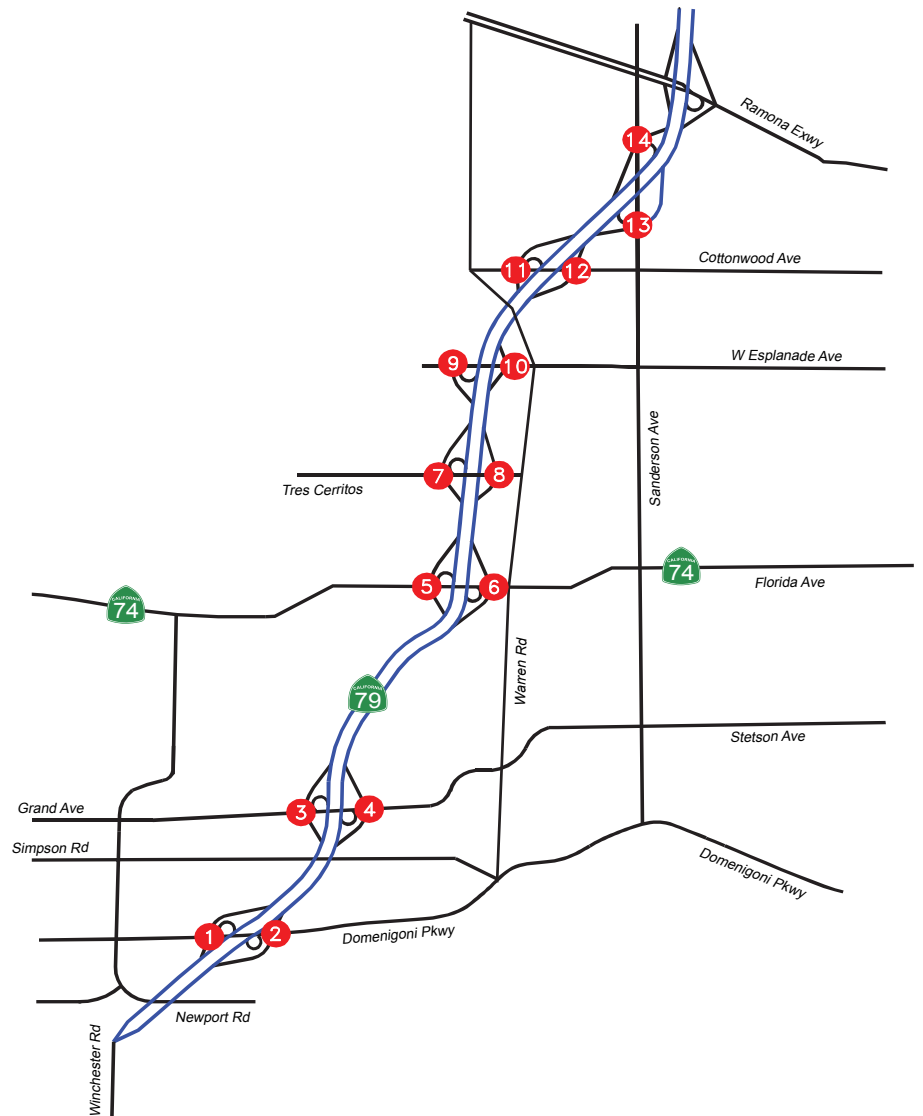 Ramona Exwy
14
13
Cottonwood Ave
11
12
W Esplanade Ave
9
10
Sanderson Ave
7
8
Tres Cerritos
CALIFORNIA
74
Florida Ave
5
6
CALIFORNIA
74
Warren Rd
CALIFORNIA
79
Stetson Ave
Grand Ave
3
4
Simpson Rd
Domenigoni Pkwy
1
2
Domenigoni Pkwy
Newport Rd
Winchester Rd